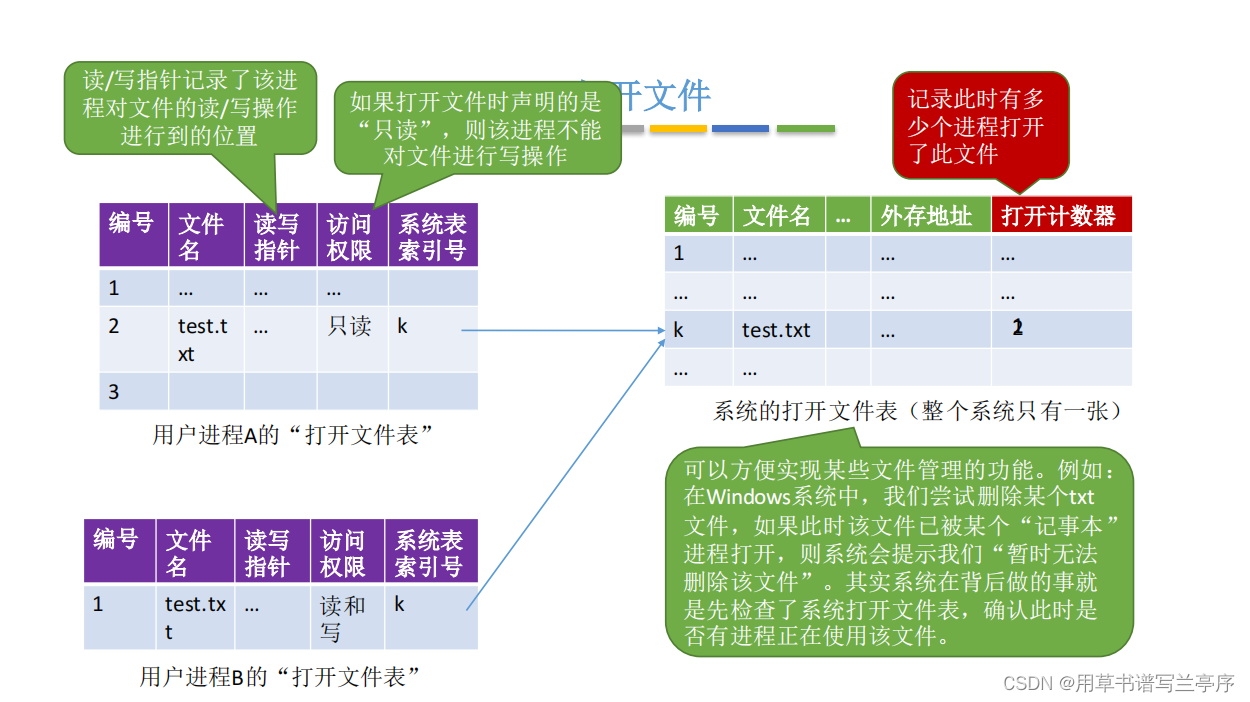 读/写指针记录了该进
程对文件的读/写操作
进行到的位置
如果打开文件时声明的是
“只读”，则该进程不能
对文件进行写操作
开文件
记录此时有多
少个进程打开
了此文件
编号 文件名 读写指针 访问权限 系统表索引号
1 … … …
2 test.txt … 只读 k
3
用户进程A的“打开文件表”
编号 文件名 … 外存地址 打开计数器
1 … … …
… … … …
k test.txt …
… …
系统的打开文件表（整个系统只有一张）
可以方便实现某些文件管理的功能。例如：
在Windows系统中，我们尝试删除某个txt
文件，如果此时该文件已被某个“记事本”
进程打开，则系统会提示我们“暂时无法
删除该文件”。其实系统在背后做的事就
是先检查了系统打开文件表，确认此时是
否有进程正在使用该文件。
编号 文件名 读写指针 访问权限 系统表索引号
1 test.txt … 读和写 k
用户进程B的“打开文件表”
CSDN @用草书谱写兰亭序